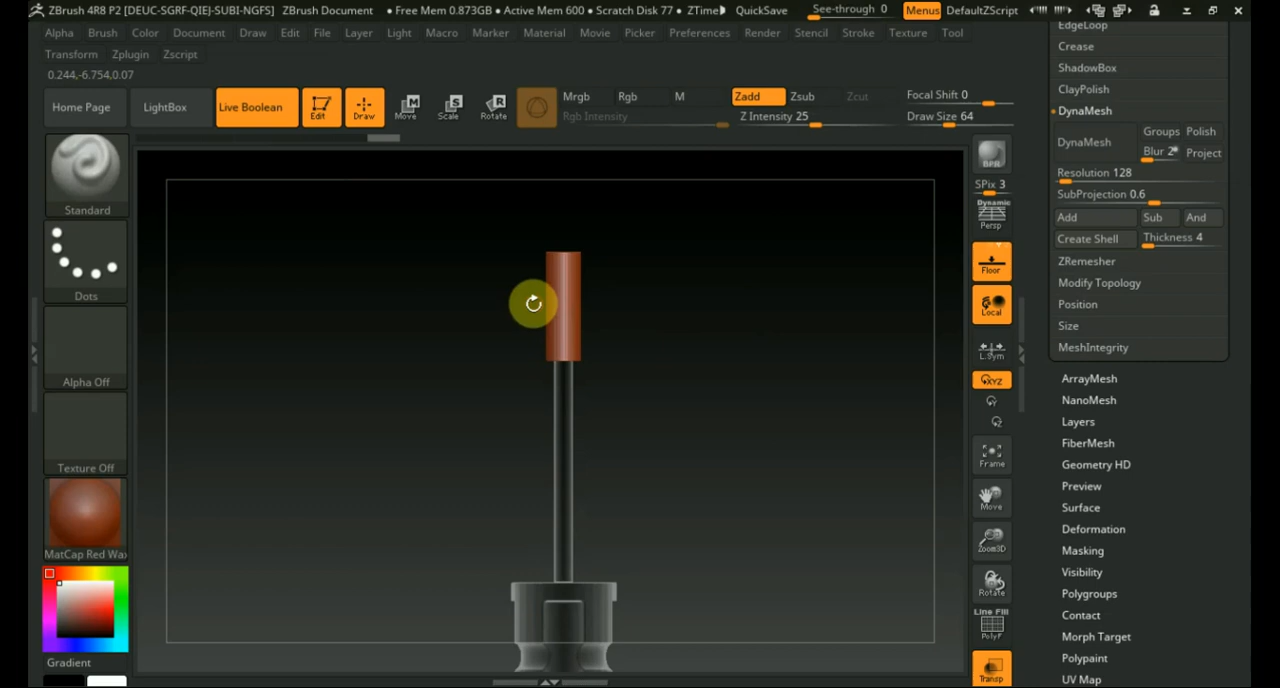 ZBrush 4R8 P2 [DEUC-SGRF-QIEJ-SUBI-NGFS] ZBrush Document • Free Mem 0.873GB • Active Mem 600 • Scratch Disk 77 • ZTime QuickSave See-through 0 Menus DefaultZScript
Alpha Brush Color Document Draw Edit File Layer Light Macro Marker Material Movie Picker Preferences Render Stencil Stroke Texture Tool
Transform Zplugin Zscript
0.244,-6.754,0.07
Home Page LightBox Live Boolean Edit Draw Move Scale Rotate
Mrgb Rgb M Zadd Zsub Zcut Focal Shift 0
Rgb Intensity Z Intensity 25 Draw Size 64
Standard
Dots
Alpha Off
Texture Off
MatCap Red Wax
Gradient
BPR
SPix 3
Dynamic
Persp
Floor
Local
L.Sym
XYZ
Y
Z
Frame
Move
Zoom3D
Rotate
Line Fill
PolyF
Transp
EdgeLoop
Crease
ShadowBox
ClayPolish
DynaMesh
DynaMesh Groups Polish
Blur 2 Project
Resolution 128
SubProjection 0.6
Add Sub And
Create Shell Thickness 4
ZRemesher
Modify Topology
Position
Size
MeshIntegrity
ArrayMesh
NanoMesh
Layers
FiberMesh
Geometry HD
Preview
Surface
Deformation
Masking
Visibility
Polygroups
Contact
Morph Target
Polypaint
UV Map